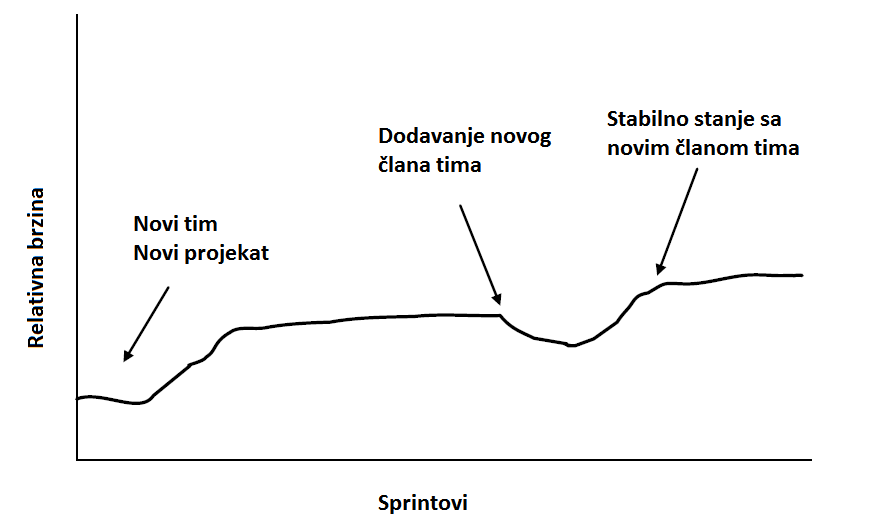 Dodavanje novog
člana tima
Stabilno stanje sa
novim članom tima
Novi tim
Novi projekat
Relativna brzina
Sprintovi